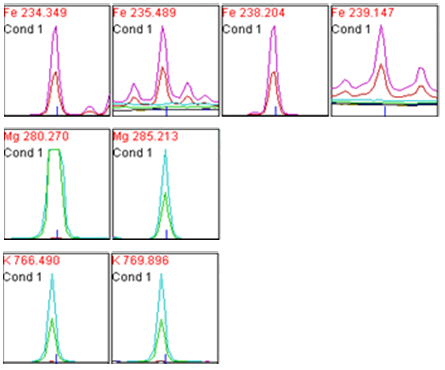 Fe 234.349
Cond 1
Fe 235.489
Cond 1
Fe 238.204
Cond 1
Fe 239.147
Cond 1
Mg 280.270
Cond 1
Mg 285.213
Cond 1
K 766.490
Cond 1
K 769.896
Cond 1